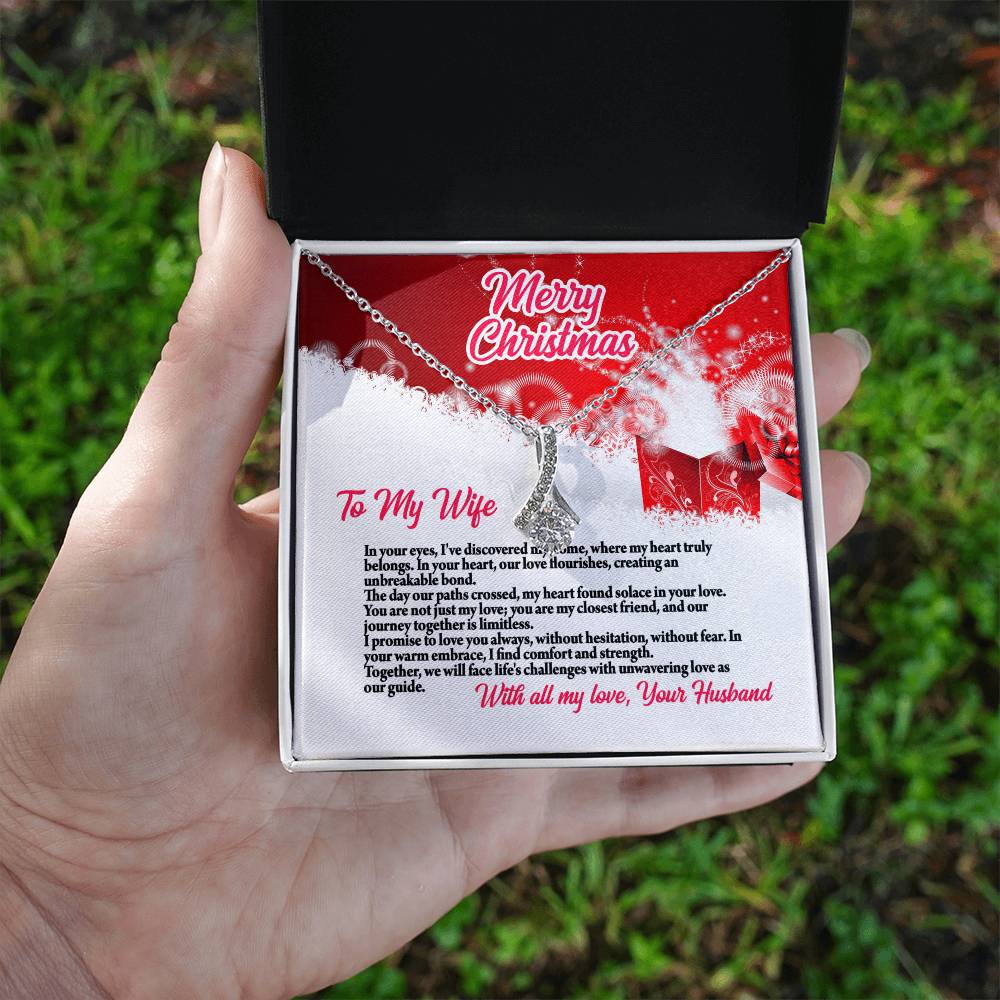 Merry
Christmas
To My Wife
In your eyes, I've discovered my home, where my heart truly
belongs. In your heart, our love flourishes, creating an
unbreakable bond.
The day our paths crossed, my heart found solace in your love.
You are not just my love; you are my closest friend, and our
journey together is limitless.
I promise to love you always, without hesitation, without fear. In
your warm embrace, I find comfort and strength.
Together, we will face life's challenges with unwavering love as
our guide.
With all my love, Your Husband